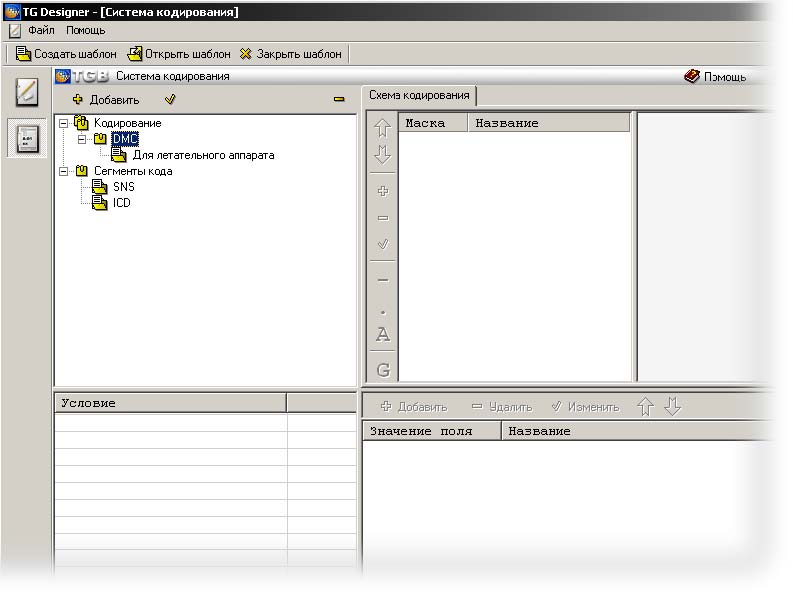 TG Designer - [Система кодирования]
Файл Помощь
Создать шаблон Открыть шаблон Закрыть шаблон
TGB Система кодирования Помощь
Добавить
Кодирование
DMC
Для летательного аппарата
Сегменты кода
SNS
ICD
Схема кодирования
Маска Название
A
G
Условие
Добавить Удалить Изменить
Значение поля Название